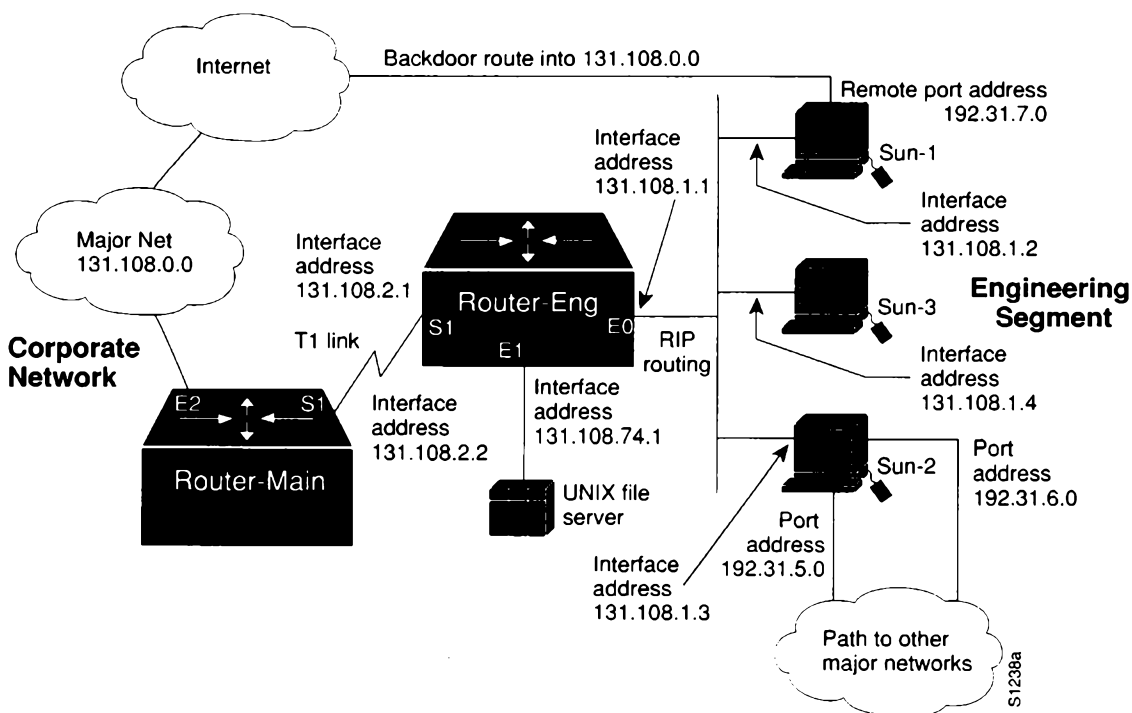 Internet
Backdoor route into 131.108.0.0
Remote port address
192.31.7.0
Interface
address
131.108.1.1
Sun-1
Interface
address
131.108.1.2
Major Net
131.108.0.0
Interface
address
131.108.2.1
Router-Eng
S1
E1
E0
RIP
routing
Sun-3
Engineering
Segment
Interface
address
131.108.1.4
Corporate
Network
T1 link
E2
S1
Router-Main
Interface
address
131.108.2.2
Interface
address
131.108.74.1
UNIX file
server
Sun-2
Port
address
192.31.6.0
Port
address
192.31.5.0
Interface
address
131.108.1.3
Path to other
major networks
S1238a